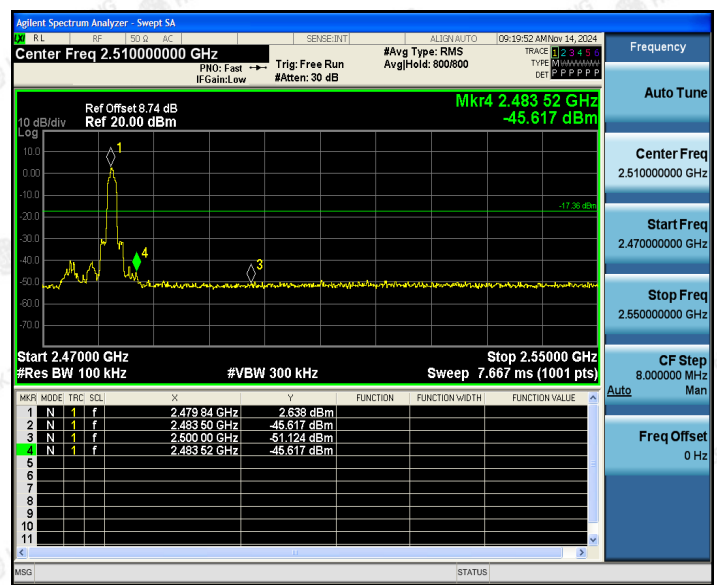 Agilent Spectrum Analyzer - Swept SA
LXI RL RF 50 Ω AC SENSE:INT ALIGN AUTO 09:19:52 AM Nov 14, 2024
Center Freq 2.510000000 GHz
#Avg Type: RMS
TRACE 1 2 3 4 5 6
PNO: Fast
IFGain:Low
Trig: Free Run
#Atten: 30 dB
Avg|Hold: 800/800
TYPE M W W W W W
DET P P P P P P
Mkr4 2.483 52 GHz
-45.617 dBm
Ref Offset 8.74 dB
Ref 20.00 dBm
10 dB/div
Log
10.0
0.00
-10.0
-20.0
-30.0
-40.0
-50.0
-60.0
-70.0
1
4
3
-17.36 dBm
Start 2.47000 GHz
Stop 2.55000 GHz
#Res BW 100 kHz
#VBW 300 kHz
Sweep 7.667 ms (1001 pts)
MKR MODE TRC SCL X Y FUNCTION FUNCTION WIDTH FUNCTION VALUE
1 N 1 f 2.479 84 GHz 2.638 dBm
2 N 1 f 2.483 50 GHz -45.617 dBm
3 N 1 f 2.500 00 GHz -51.124 dBm
4 N 1 f 2.483 52 GHz -45.617 dBm
5
6
7
8
9
10
11
MSG
STATUS
Frequency
Auto Tune
Center Freq
2.510000000 GHz
Start Freq
2.470000000 GHz
Stop Freq
2.550000000 GHz
CF Step
8.000000 MHz
Auto Man
Freq Offset
0 Hz